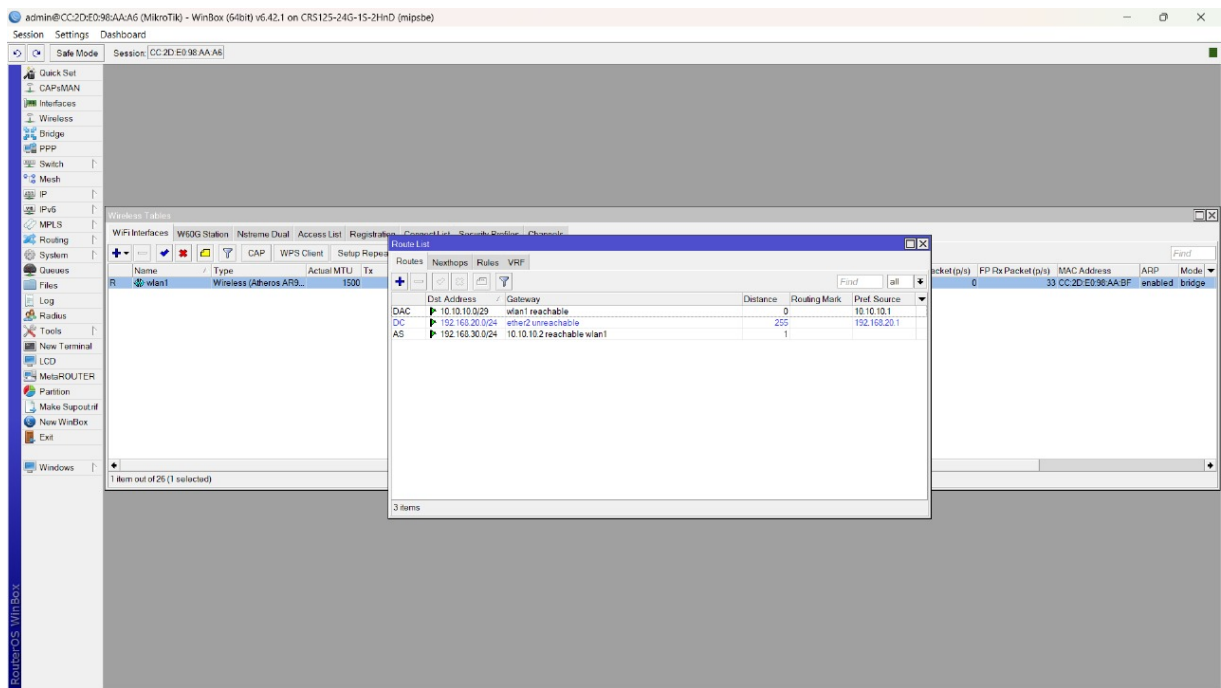 admin@CC:2D:E0:98:AA:A6 (MikroTik) - WinBox (64bit) v6.42.1 on CRS125-24G-1S-2HnD (mipsbe)
Session Settings Dashboard
Safe Mode Session: CC:2D:E0:98:AA:A6
Quick Set
CAPsMAN
Interfaces
Wireless
Bridge
PPP
Switch
Mesh
IP
IPv6
MPLS
Routing
System
Queues
Files
Log
Radius
Tools
New Terminal
LCD
MetaROUTER
Partition
Make Supout.rif
New WinBox
Exit
Windows
RouterOS WinBox
Wireless Tables
WiFi Interfaces W60G Station Nstreme Dual Access List Registration Connect List Security Profiles Channels
CAP WPS Client Setup Repea Find
Name Type Actual MTU Tx acket (p/s) FP Rx Packet (p/s) MAC Address ARP Mode
R wlan1 Wireless (Atheros AR9... 1500 0 33 CC:2D:E0:98:AA:BF enabled bridge
1 item out of 26 (1 selected)
Route List
Routes Nexthops Rules VRF
Find all
Dst. Address Gateway Distance Routing Mark Pref. Source
DAC 10.10.10.0/29 wlan1 reachable 0 10.10.10.1
DC 192.168.20.0/24 ether2 unreachable 255 192.168.20.1
AS 192.168.30.0/24 10.10.10.2 reachable wlan1 1
3 items